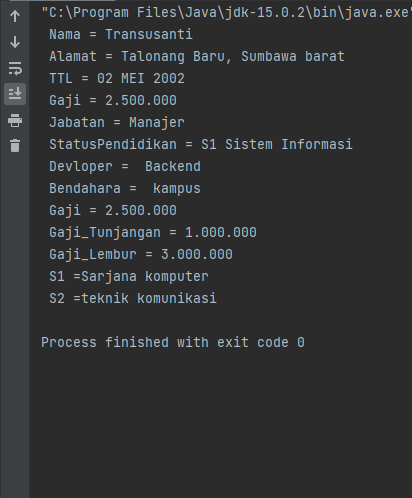 "C:\Program Files\Java\jdk-15.0.2\bin\java.exe"
Nama = Transusanti
Alamat = Talonang Baru, Sumbawa barat
TTL = 02 MEI 2002
Gaji = 2.500.000
Jabatan = Manajer
StatusPendidikan = S1 Sistem Informasi
Devloper =  Backend
Bendahara =  kampus
Gaji = 2.500.000
Gaji_Tunjangan = 1.000.000
Gaji_Lembur = 3.000.000
S1 =Sarjana komputer
S2 =teknik komunikasi
Process finished with exit code 0